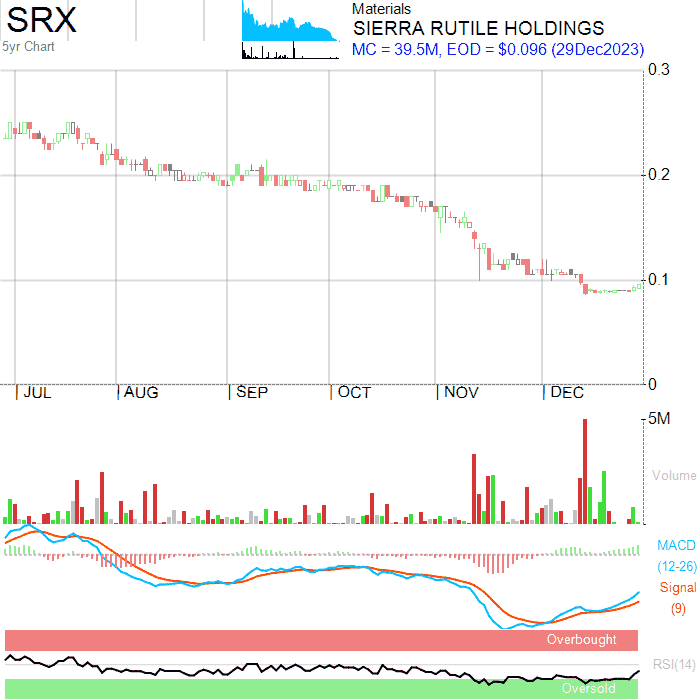 SRX
5yr Chart
Materials
SIERRA RUTILE HOLDINGS
MC = 39.5M, EOD = $0.096 (29Dec2023)
0.3
0.2
0.1
0
JUL AUG SEP OCT NOV DEC
5M
Volume
MACD
(12-26)
Signal
(9)
Overbought
RSI(14)
Oversold